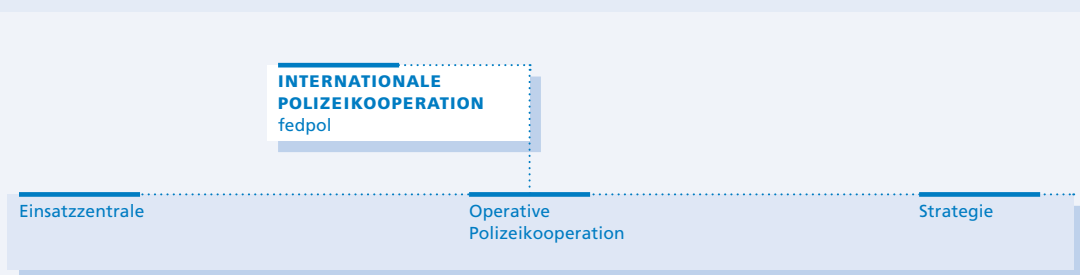 INTERNATIONALE
POLIZEIKOOPERATION
fedpol
Einsatzzentrale
Operative
Polizeikooperation
Strategie